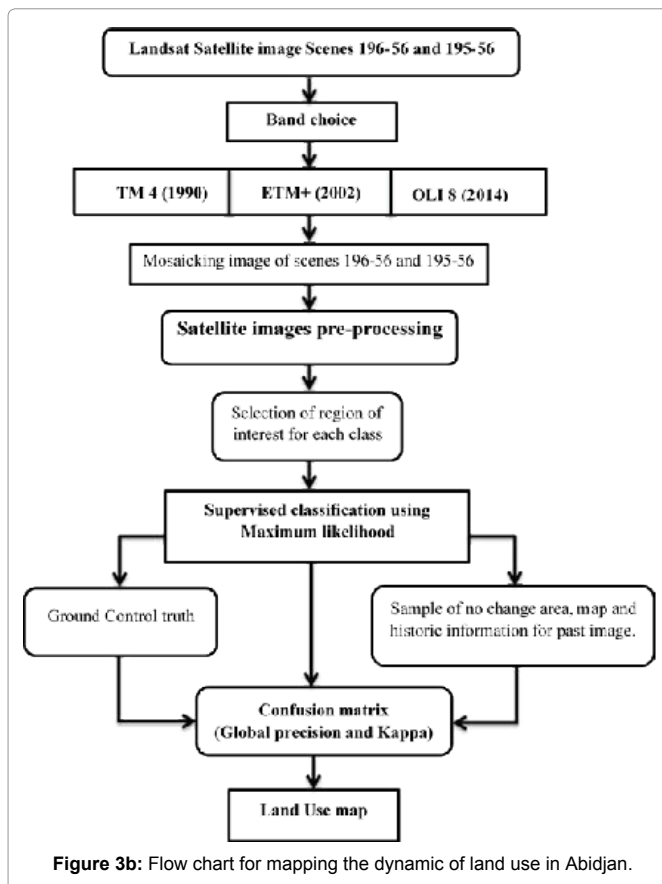 Landsat Satellite image Scenes 196-56 and 195-56
Band choice
TM 4 (1990)
ETM+ (2002)
OLI 8 (2014)
Mosaicking image of scenes 196-56 and 195-56
Satellite images pre-processing
Selection of region of
interest for each class
Supervised classification using
Maximum likelihood
Ground Control truth
Sample of no change area, map and
historic information for past image.
Confusion matrix
(Global precision and Kappa)
Land Use map
Figure 3b: Flow chart for mapping the dynamic of land use in Abidjan.